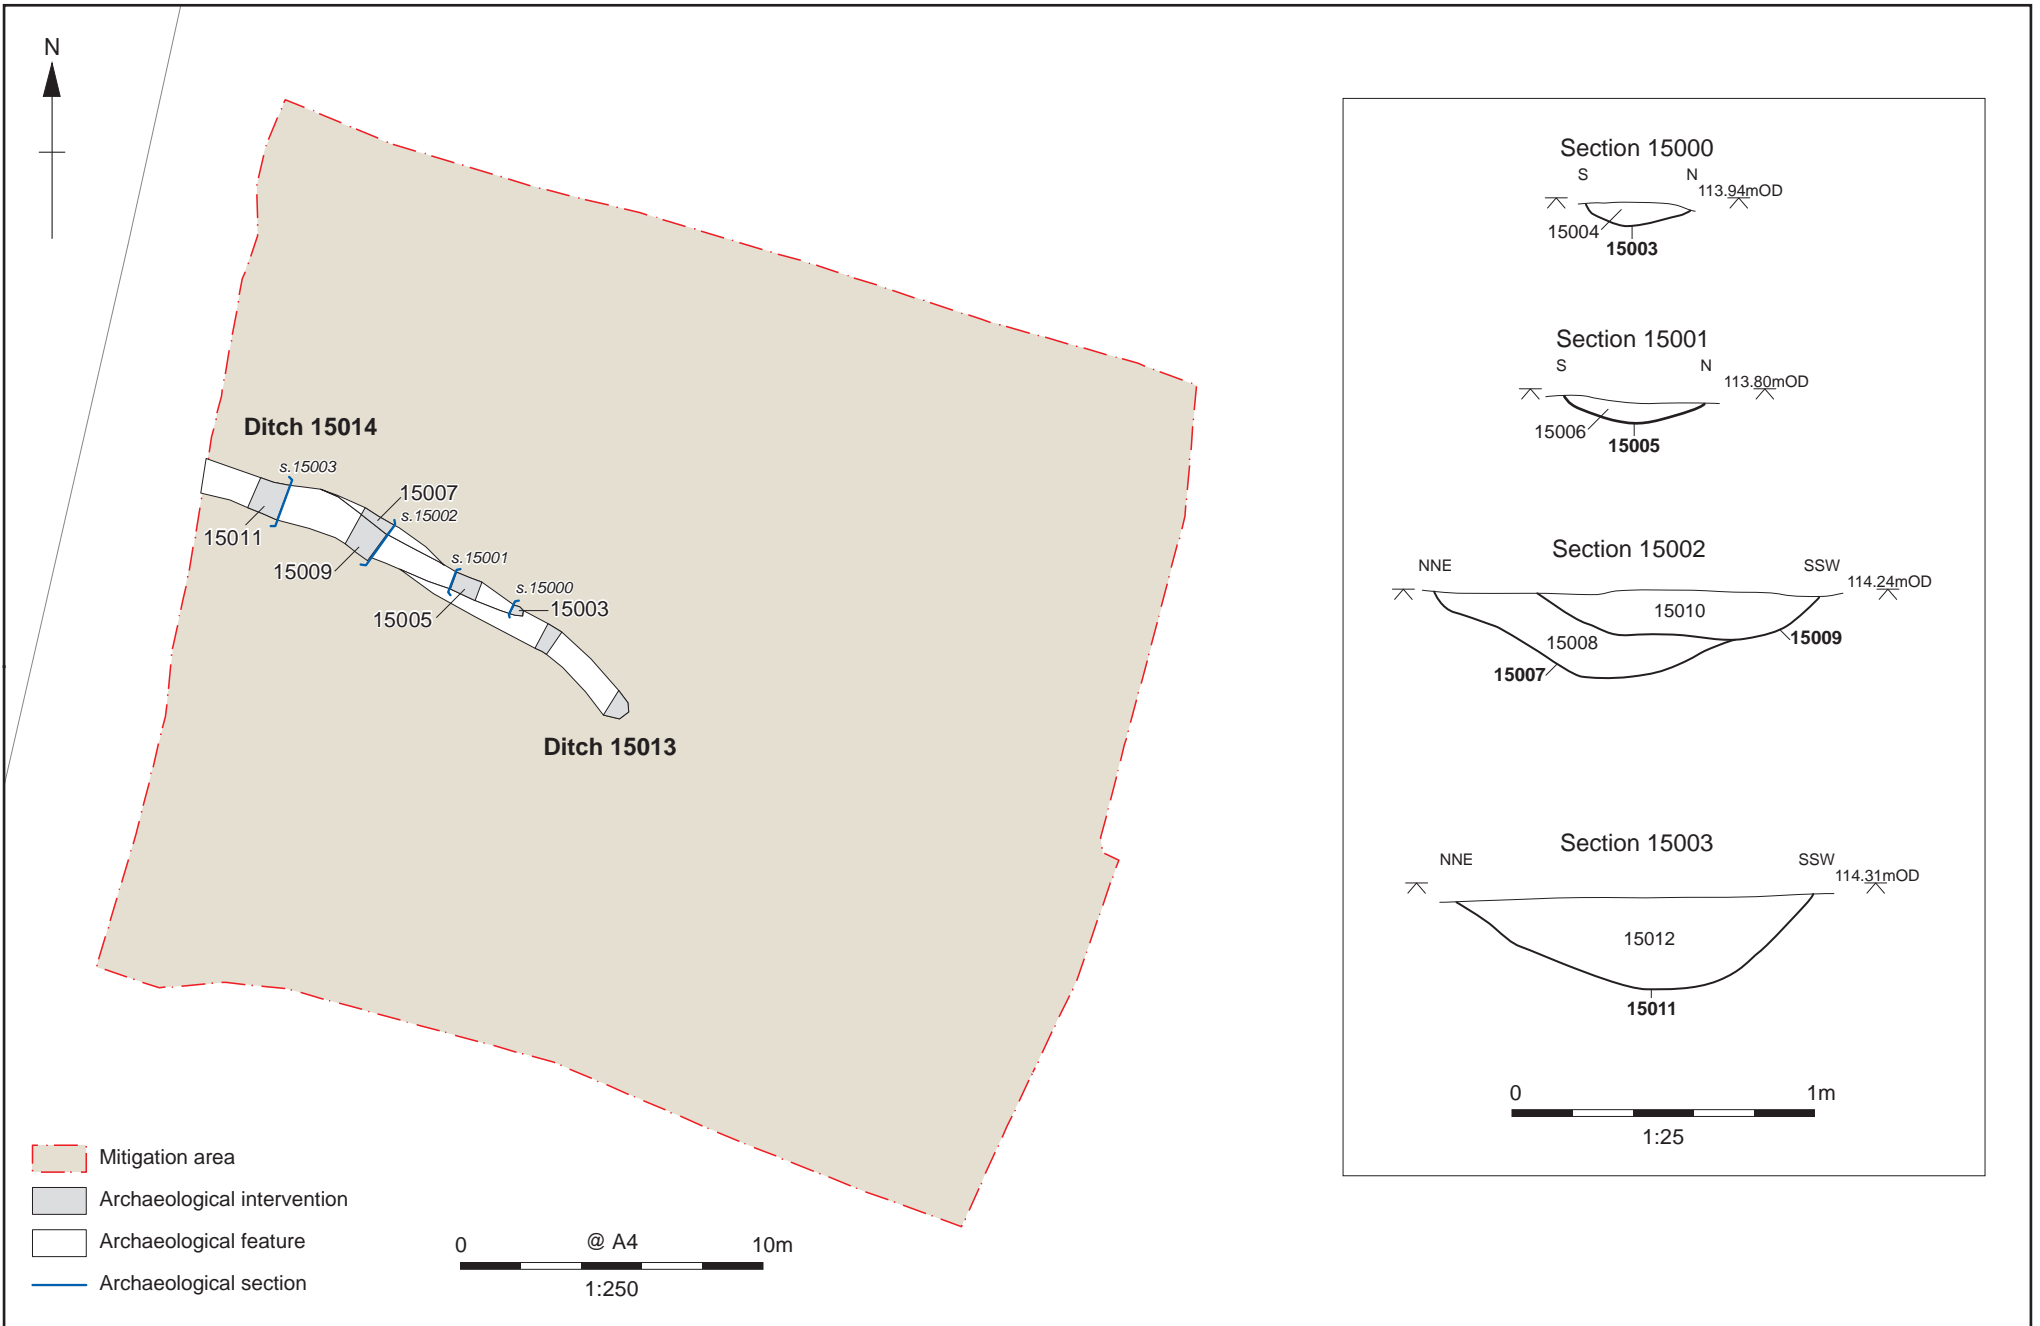 N
Ditch 15014
s.15003
15007
s.15002
15011
15009
s.15001
s.15000
15003
15005
Ditch 15013
Mitigation area
Archaeological intervention
Archaeological feature
Archaeological section
0 @ A4 10m
1:250
Section 15000
S N
113.94mOD
15004
15003
Section 15001
S N
113.80mOD
15006
15005
Section 15002
NNE SSW
114.24mOD
15010
15008
15009
15007
Section 15003
NNE SSW
114.31mOD
15012
15011
0 1m
1:25